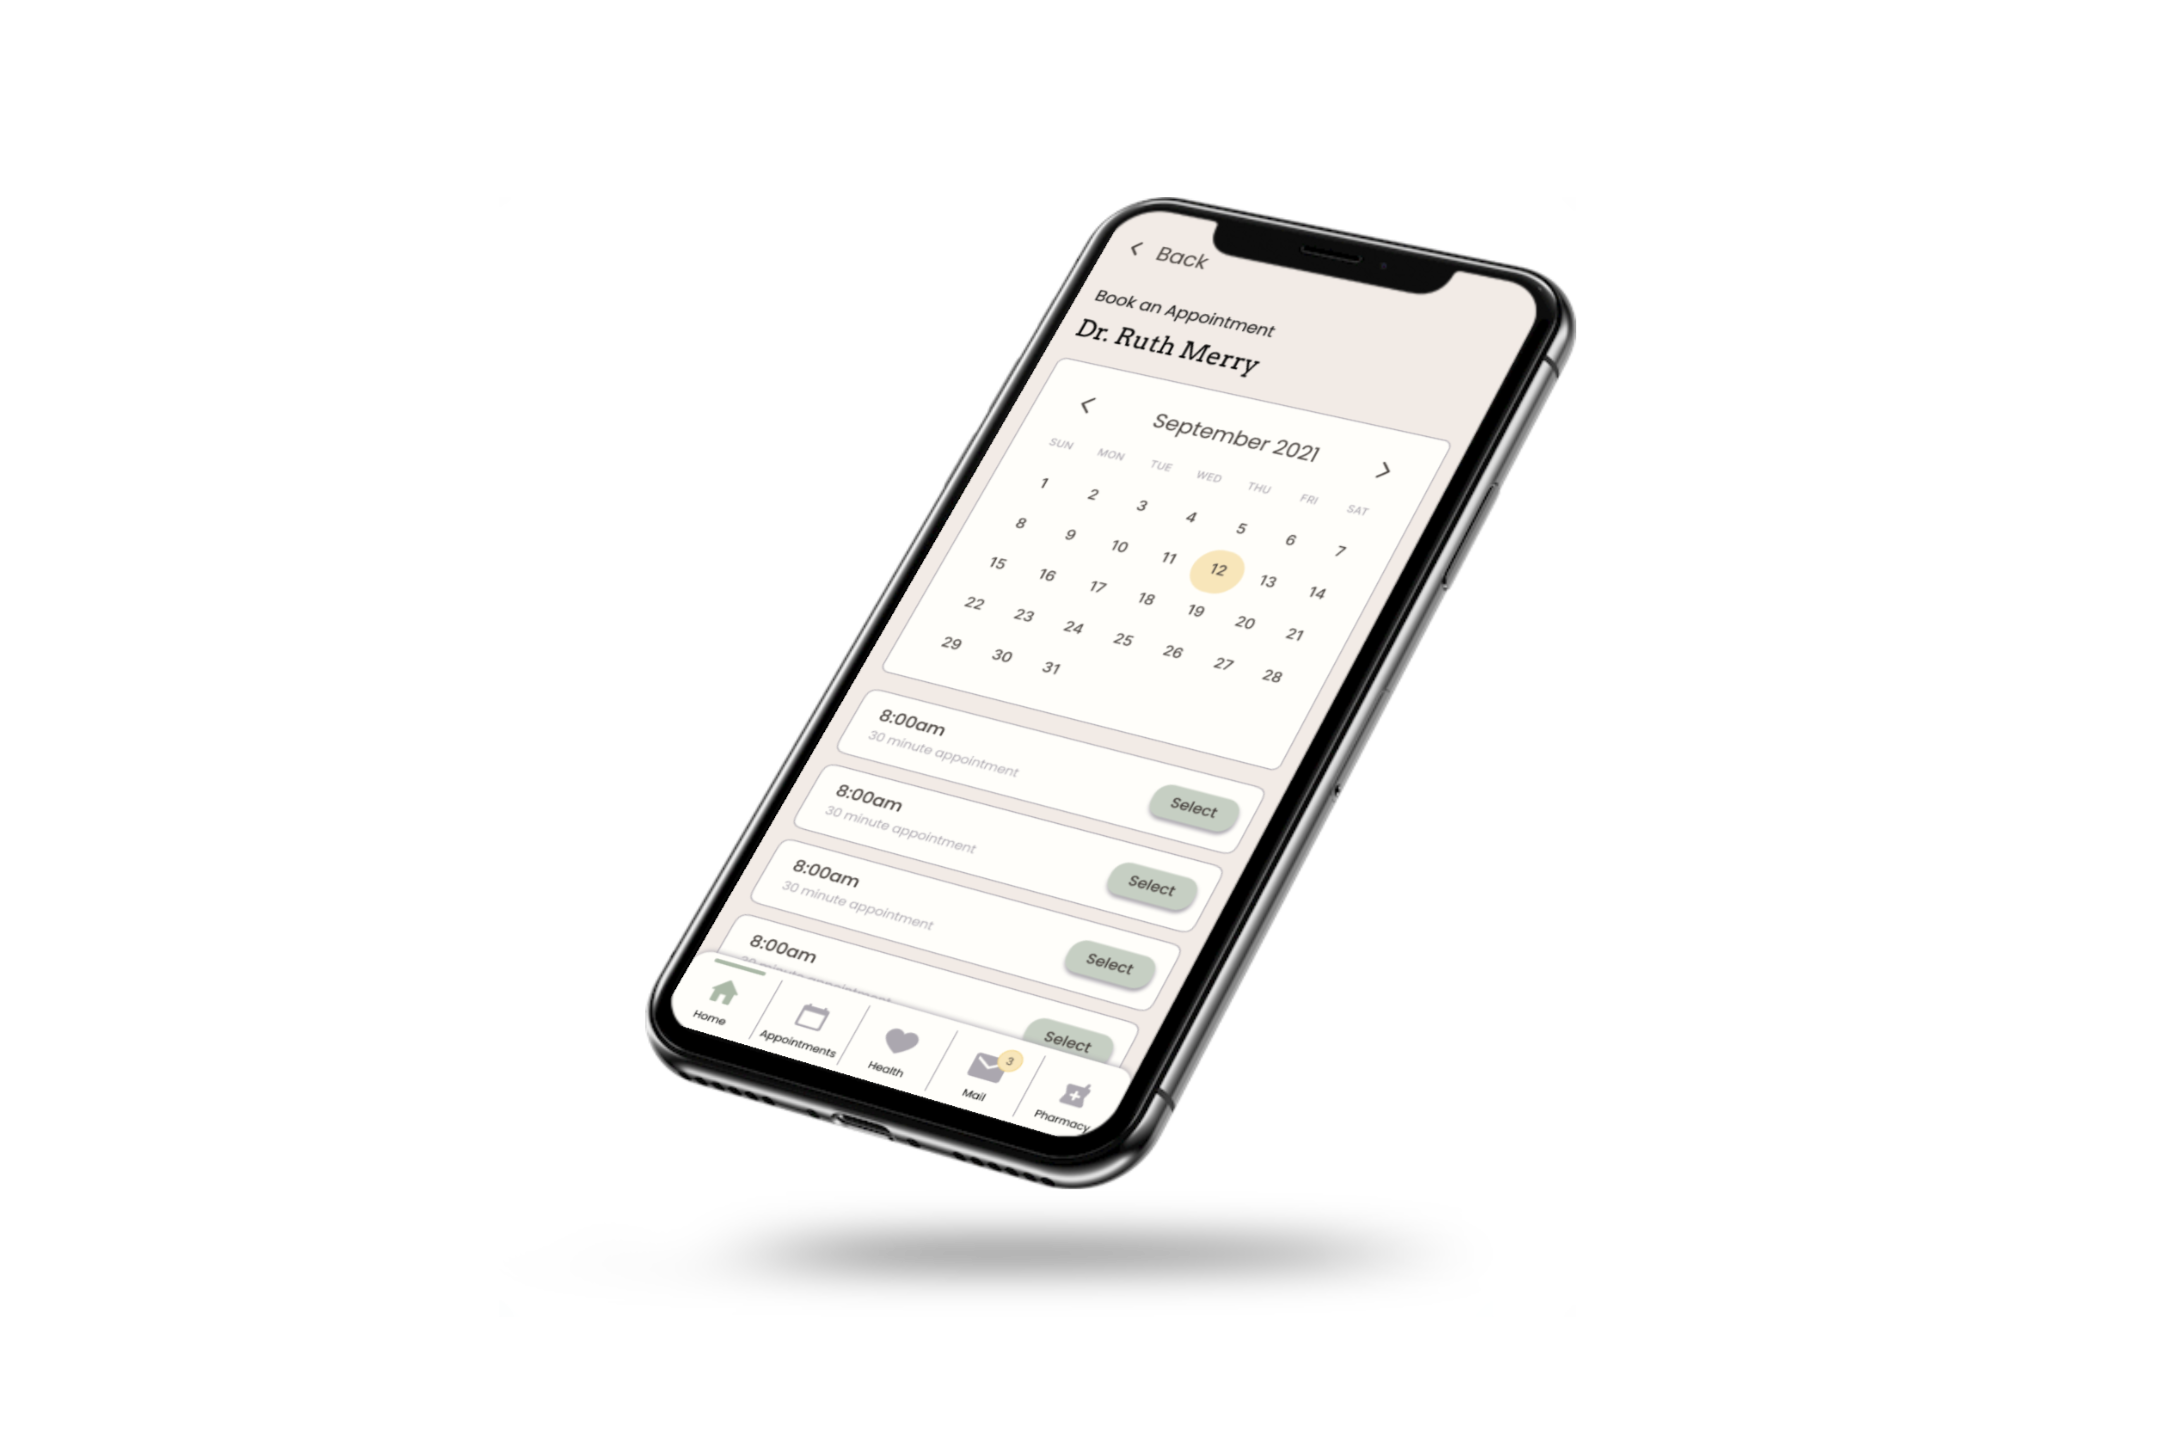 Back
Book an Appointment
Dr. Ruth Merry
September 2021
SUN MON TUE WED THU FRI SAT
1 2 3 4 5 6 7
8 9 10 11 12 13 14
15 16 17 18 19 20 21
22 23 24 25 26 27 28
29 30 31
8:00am
30 minute appointment
Select
8:00am
30 minute appointment
Select
8:00am
30 minute appointment
Select
8:00am
30 minute appointment
Select
3
Home Appointments Health Mail Pharmacy